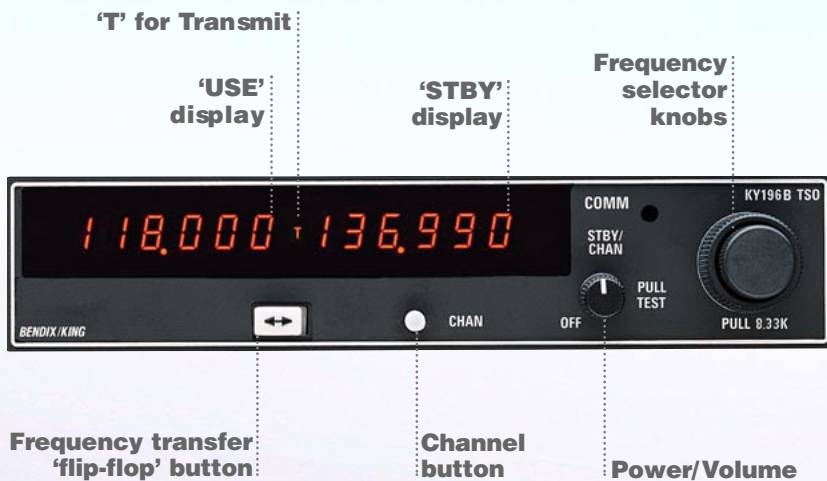 ‘T’ for Transmit
‘USE’
display
‘STBY’
display
Frequency
selector
knobs
118.000 T 136.990
COMM
KY196B TSO
STBY/
CHAN
PULL
TEST
OFF
PULL 8.33K
BENDIX/KING
CHAN
Frequency transfer
‘flip-flop’ button
Channel
button
Power/Volume